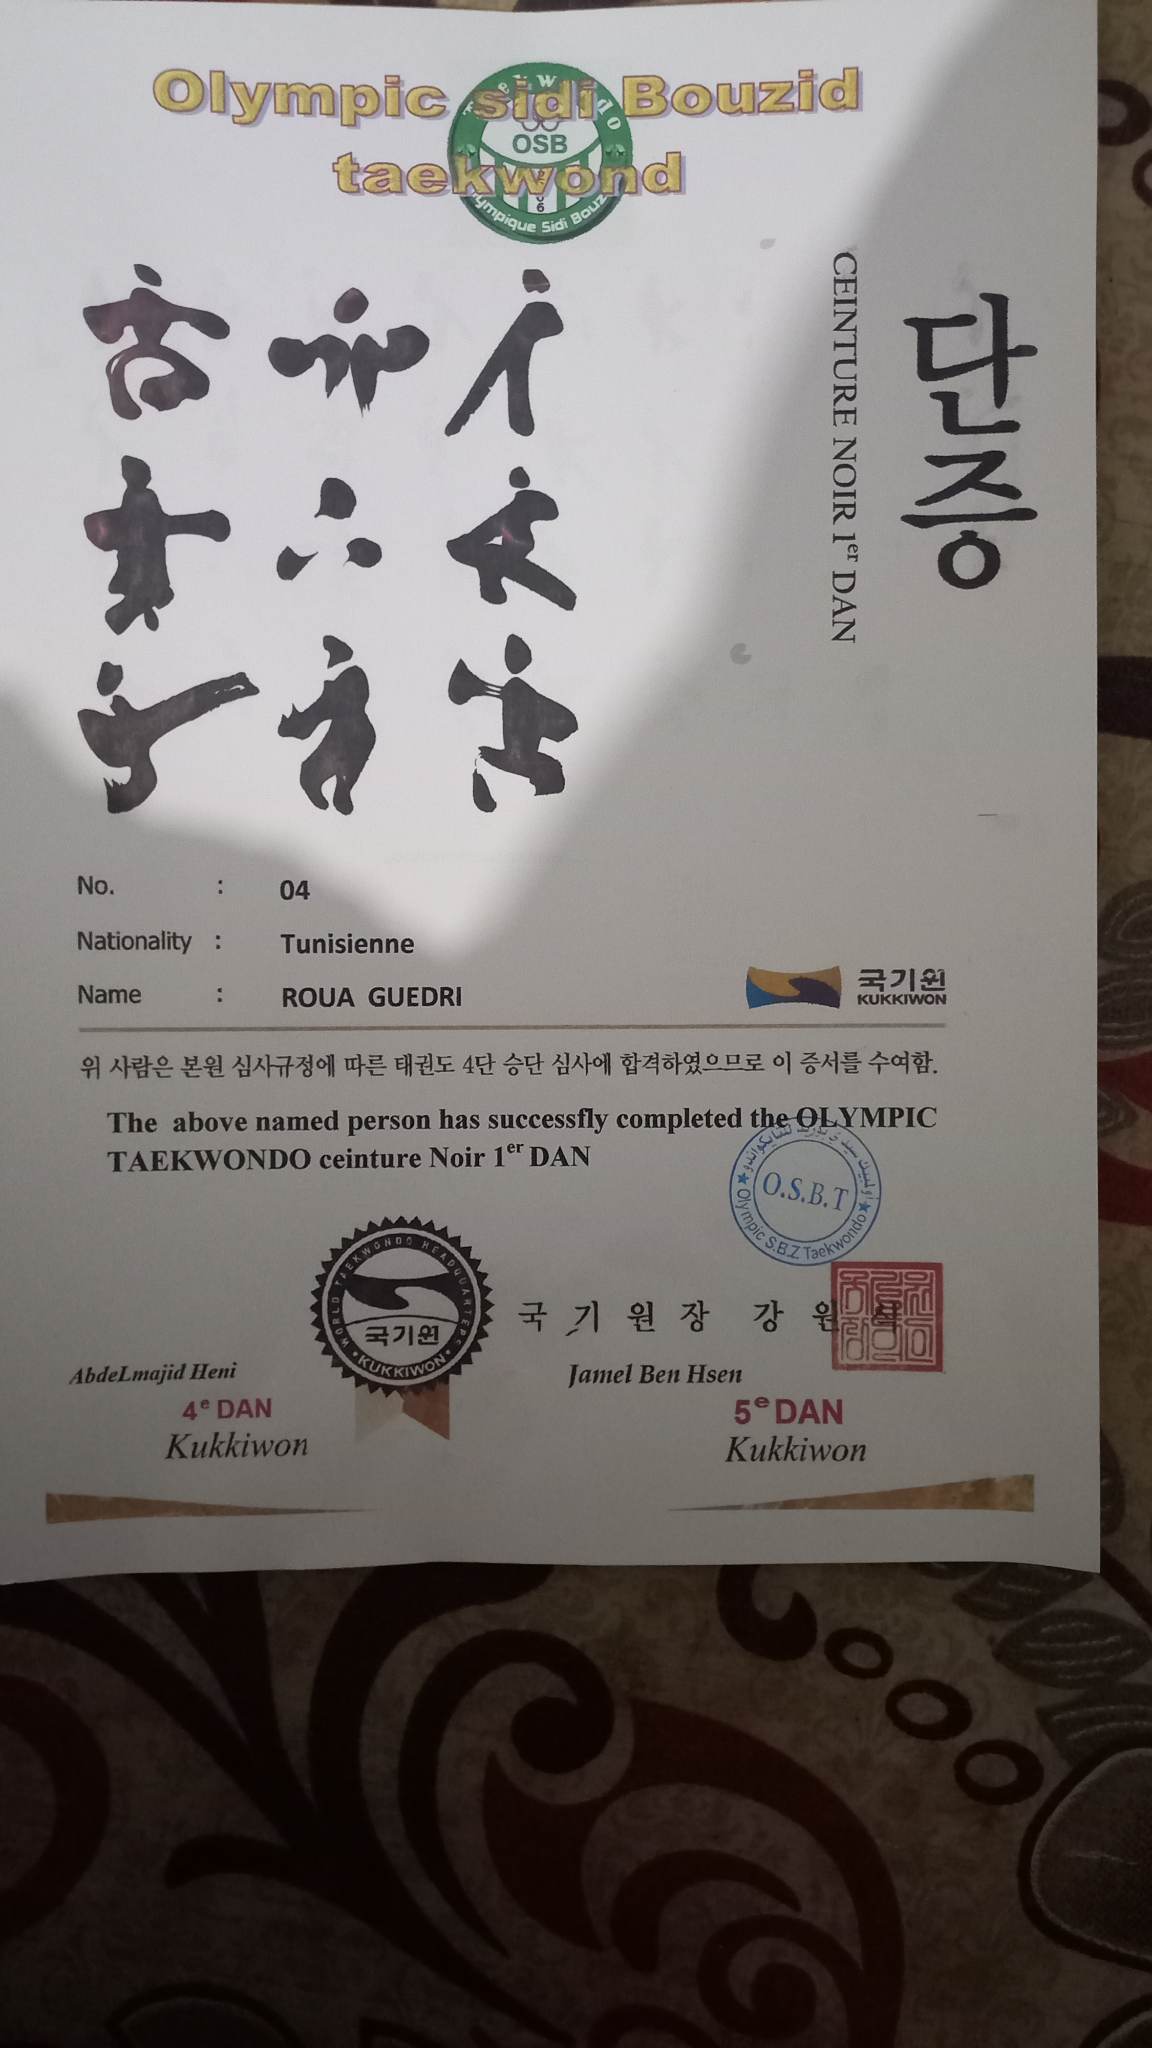 Olympic sidi Bouzid
taekwond
Taekwondo
OSB
Olympique Sidi Bouzid
단증
CEINTURE NOIR 1er DAN
No. : 04
Nationality : Tunisienne
Name : ROUA GUEDRI
국기원
KUKKIWON
위 사람은 본원 심사규정에 따른 태권도 4단 승단 심사에 합격하였으므로 이 증서를 수여함.
The above named person has successfly completed the OLYMPIC
TAEKWONDO ceinture Noir 1er DAN
O.S.B.T
Olympic S.B.Z Taekwondo
WORLD TAEKWONDO HEADQUARTERS
국기원
KUKKIWON
국 기 원 장 강 원 식
AbdeLmajid Heni
4e DAN
Kukkiwon
Jamel Ben Hsen
5e DAN
Kukkiwon